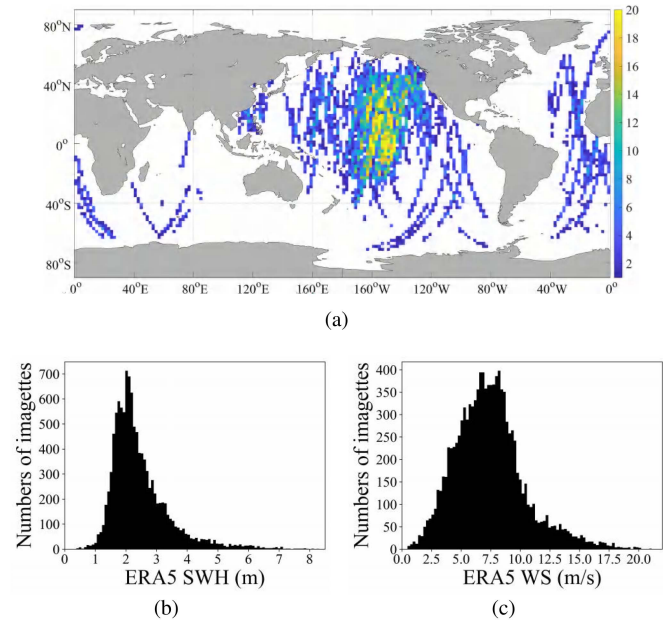 80°N
40°N
0°
40°S
80°S
0°
40°E
80°E
120°E
160°E
160°W
120°W
80°W
40°W
0°
20
18
16
14
12
10
8
6
4
2
(a)
700
600
500
400
300
200
100
0
Numbers of imagettes
0 1 2 3 4 5 6 7 8
ERA5 SWH (m)
(b)
400
350
300
250
200
150
100
50
0
Numbers of imagettes
0.0 2.5 5.0 7.5 10.0 12.5 15.0 17.5 20.0
ERA5 WS (m/s)
(c)